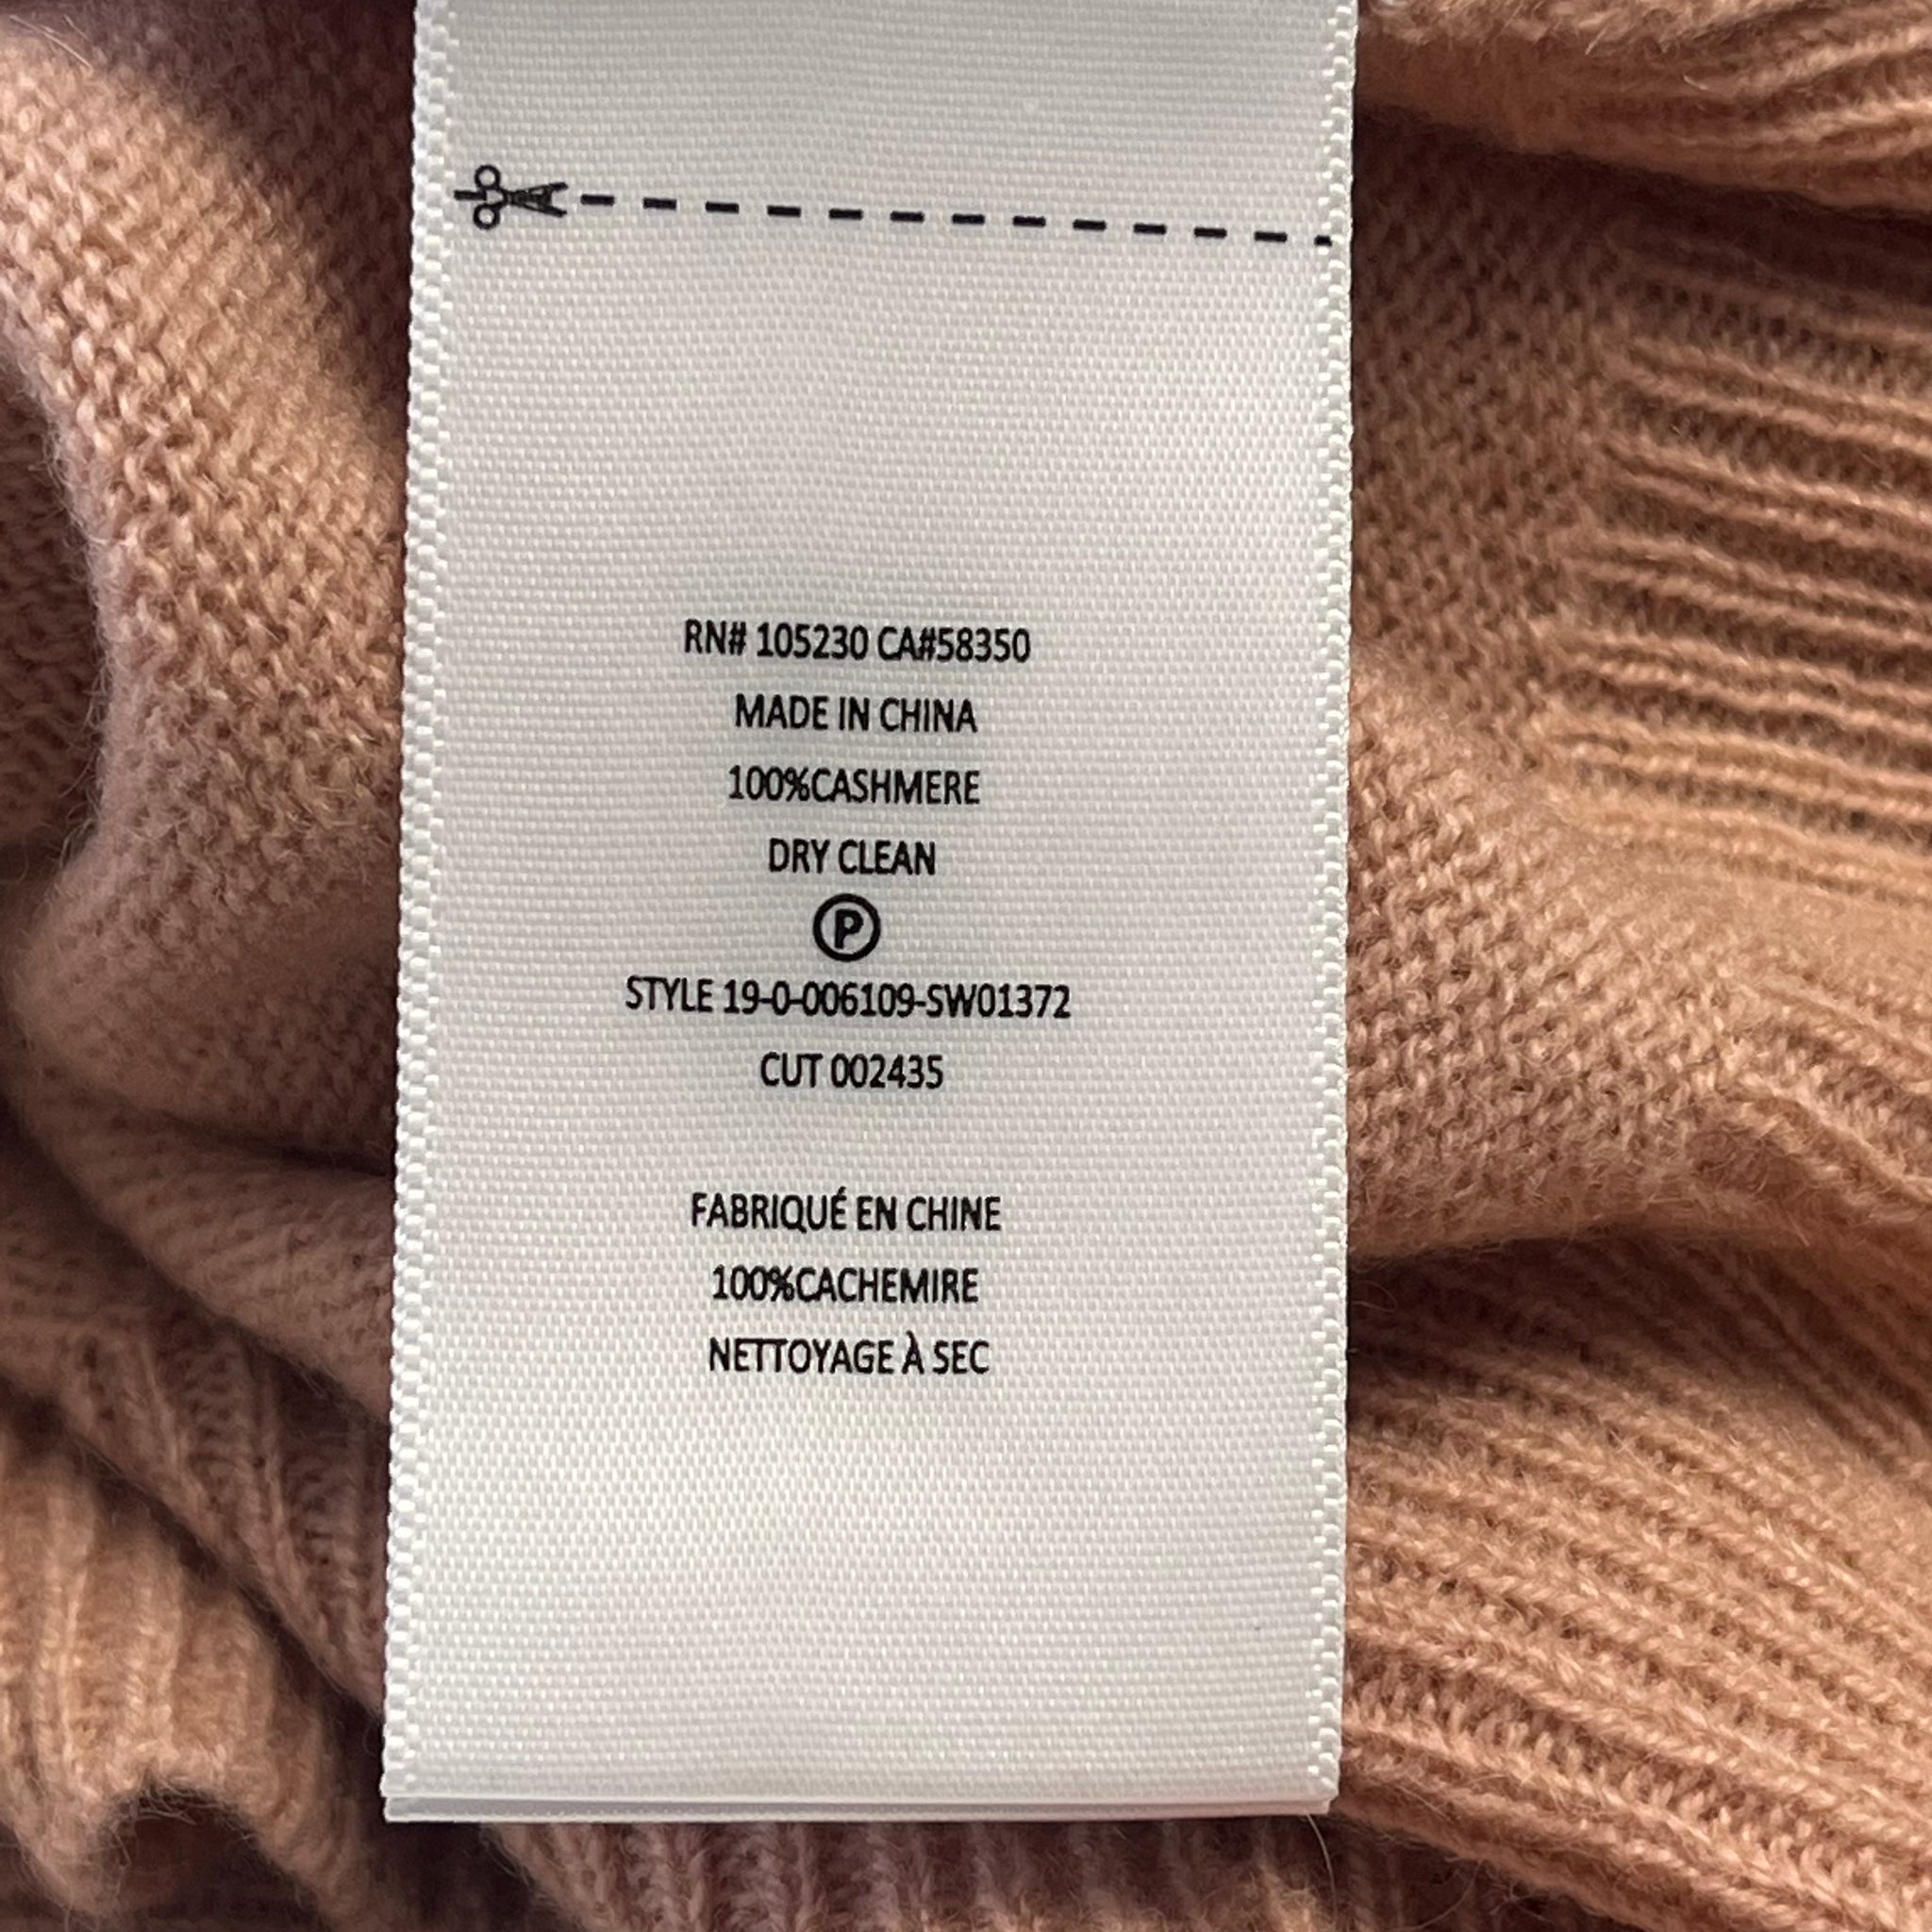 RN# 105230 CA#58350
MADE IN CHINA
100%CASHMERE
DRY CLEAN
P
STYLE 19-0-006109-SW01372
CUT 002435
FABRIQUÉ EN CHINE
100%CACHEMIRE
NETTOYAGE À SEC